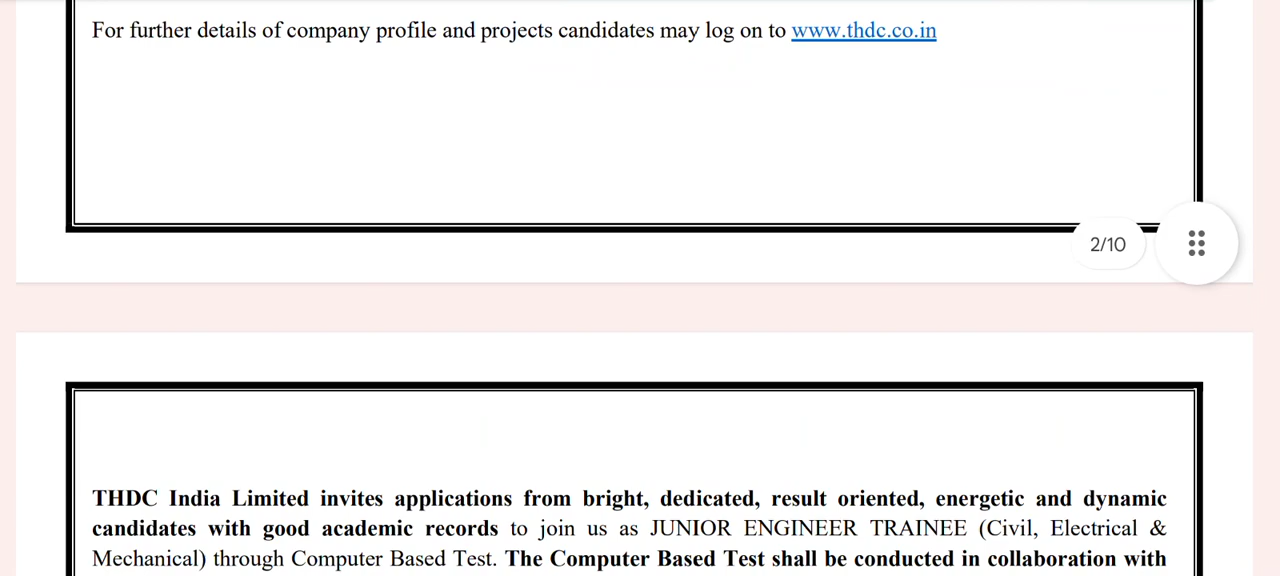 For further details of company profile and projects candidates may log on to www.thdc.co.in
2/10
THDC India Limited invites applications from bright, dedicated, result oriented, energetic and dynamic
candidates with good academic records to join us as JUNIOR ENGINEER TRAINEE (Civil, Electrical &
Mechanical) through Computer Based Test. The Computer Based Test shall be conducted in collaboration with